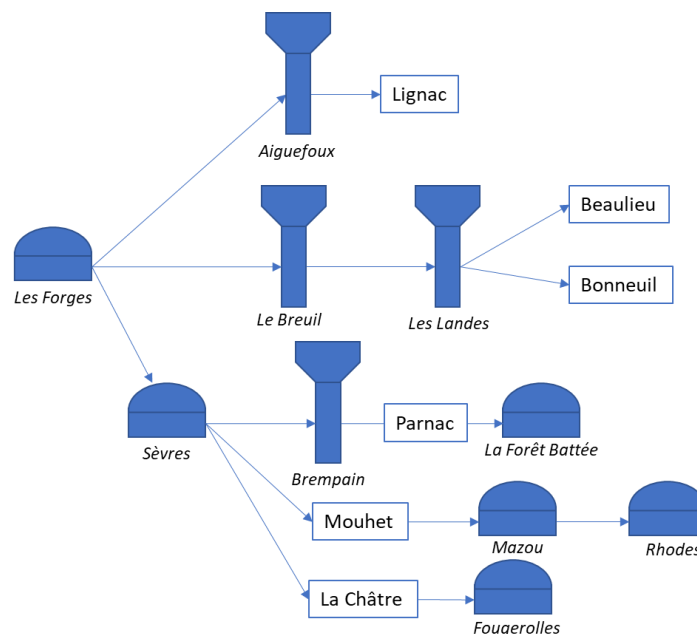 Lignac
Aiguefoux
Beaulieu
Les Forges
Le Breuil
Les Landes
Bonneuil
Sèvres
Brempain
Parnac
La Forêt Battée
Mouhet
Mazou
Rhodes
La Châtre
Fougerolles